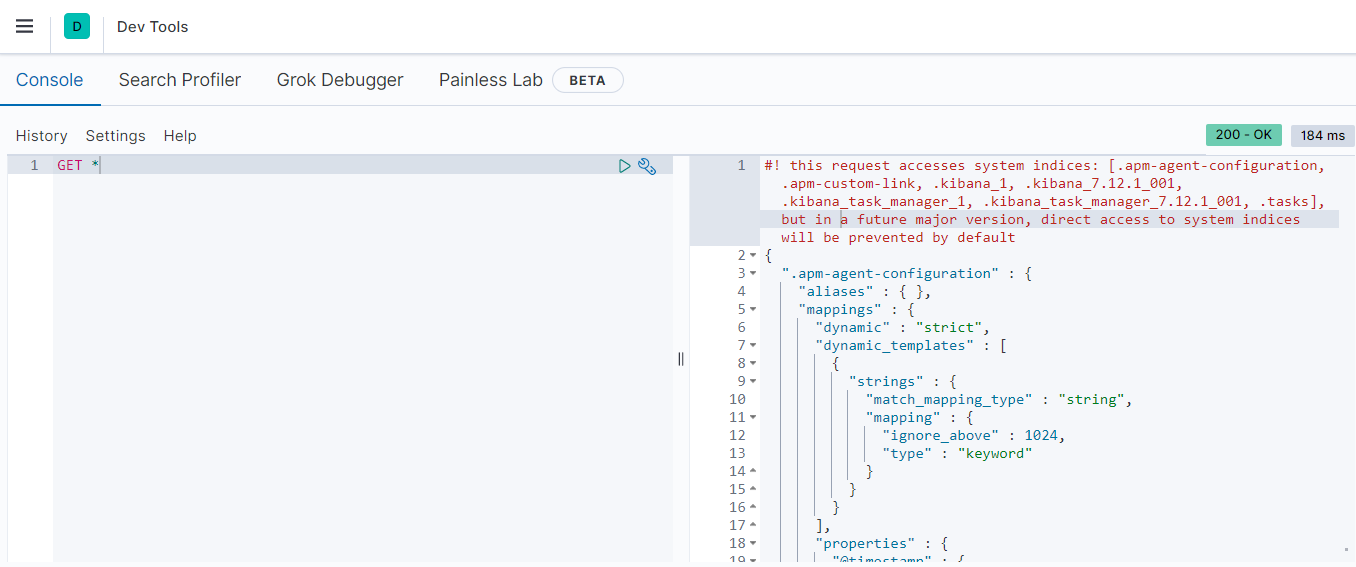 D Dev Tools
Console Search Profiler Grok Debugger Painless Lab BETA
History Settings Help 200 - OK 184 ms
1 GET *
1 #! this request accesses system indices: [.apm-agent-configuration,
.apm-custom-link, .kibana_1, .kibana_7.12.1_001,
.kibana_task_manager_1, .kibana_task_manager_7.12.1_001, .tasks],
but in a future major version, direct access to system indices
will be prevented by default
2 {
3 ".apm-agent-configuration" : {
4 "aliases" : { },
5 "mappings" : {
6 "dynamic" : "strict",
7 "dynamic_templates" : [
8 {
9 "strings" : {
10 "match_mapping_type" : "string",
11 "mapping" : {
12 "ignore_above" : 1024,
13 "type" : "keyword"
14 }
15 }
16 }
17 ],
18 "properties" : {
19 "@timestamp" : {